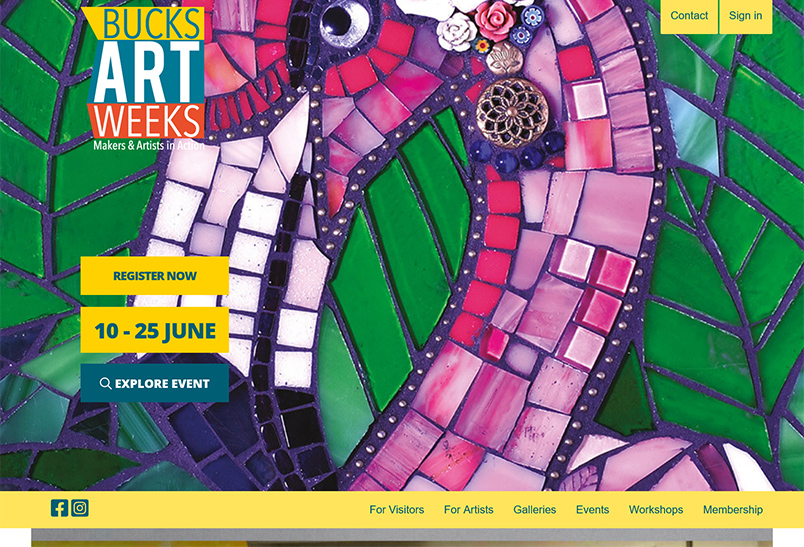 BUCKS
ART
WEEKS
Makers & Artists in Action
Contact
Sign in
REGISTER NOW
10 - 25 JUNE
EXPLORE EVENT
For Visitors
For Artists
Galleries
Events
Workshops
Membership